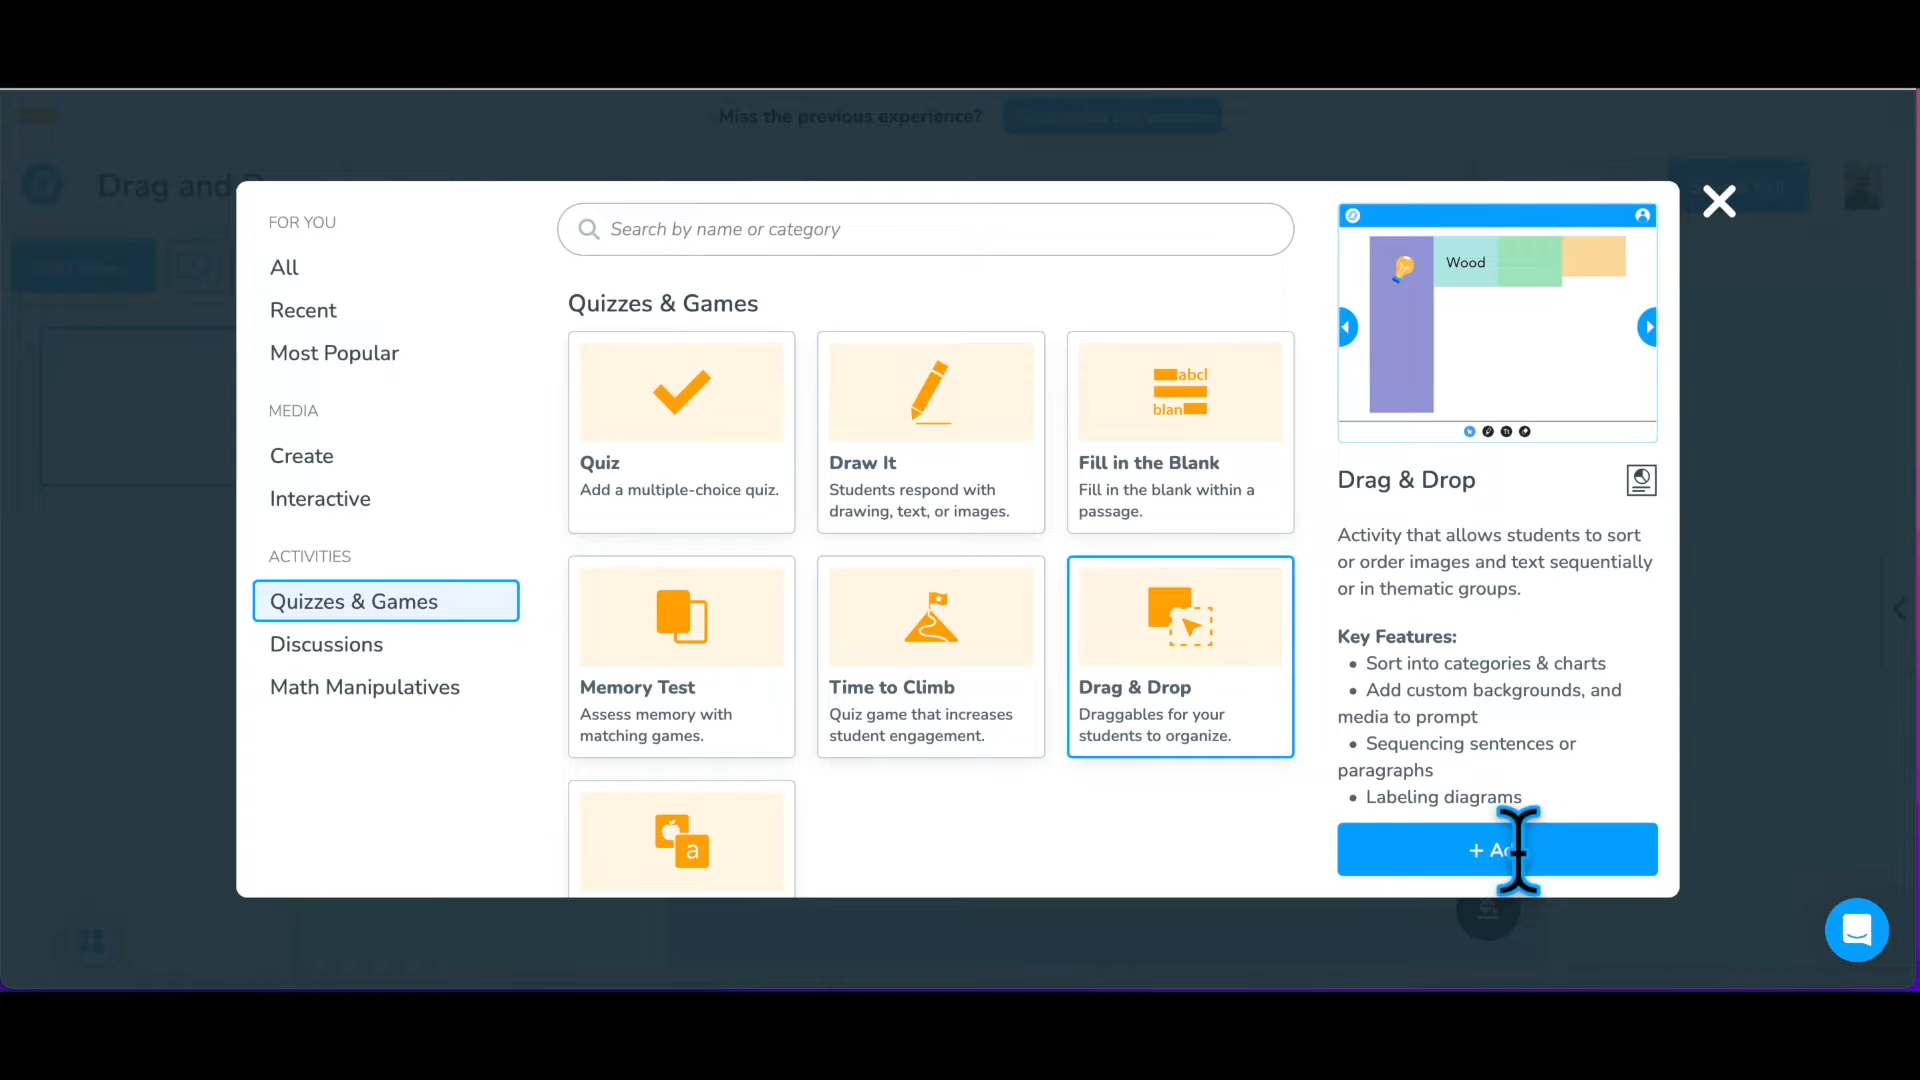 Miss the previous experience?
Drag and
FOR YOU
All
Recent
Most Popular
MEDIA
Create
Interactive
ACTIVITIES
Quizzes & Games
Discussions
Math Manipulatives
Search by name or category
Quizzes & Games
Quiz
Add a multiple-choice quiz.
Draw It
Students respond with
drawing, text, or images.
abcl
blan
Fill in the Blank
Fill in the blank within a
passage.
Memory Test
Assess memory with
matching games.
Time to Climb
Quiz game that increases
student engagement.
Drag & Drop
Draggables for your
students to organize.
a
Wood
Tt
Drag & Drop
Activity that allows students to sort
or order images and text sequentially
or in thematic groups.
Key Features:
• Sort into categories & charts
• Add custom backgrounds, and
media to prompt
• Sequencing sentences or
paragraphs
• Labeling diagrams